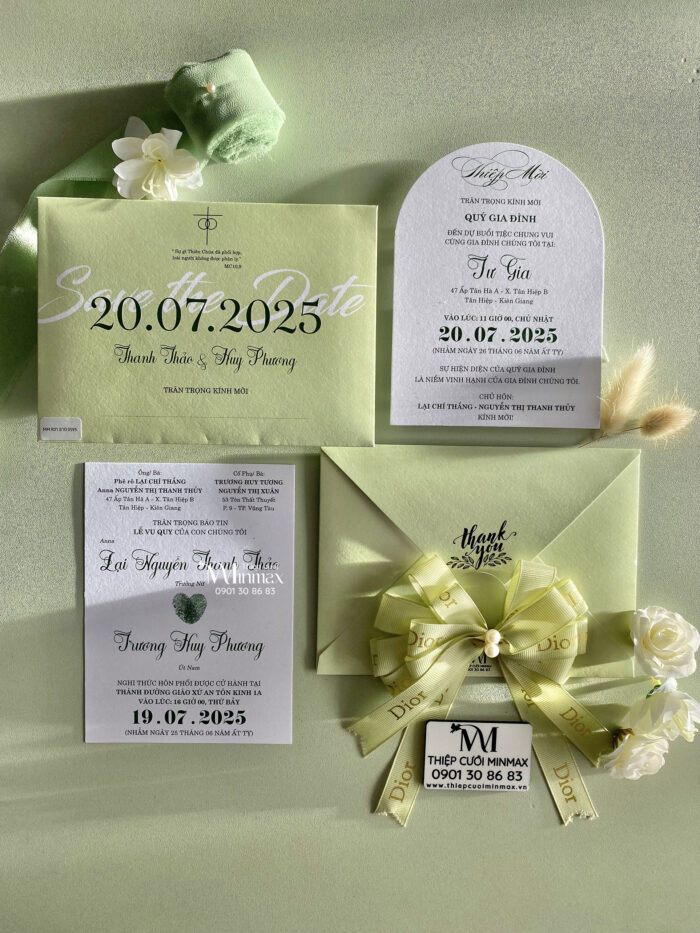 " Sự gì Thiên Chúa đã phối hợp,
loài người không được phân ly."
MC 10,9
Save the Date
20.07.2025
Thanh Thảo & Huy Phương
TRÂN TRỌNG KÍNH MỜI
Thiệp Mời
TRÂN TRỌNG KÍNH MỜI
QUÝ GIA ĐÌNH
ĐẾN DỰ BUỔI TIỆC CHUNG VUI
CÙNG GIA ĐÌNH CHÚNG TÔI TẠI:
Tư Gia
47 Ấp Tân Hà A - X. Tân Hiệp B
Tân Hiệp - Kiên Giang
VÀO LÚC: 11 GIỜ 00, CHỦ NHẬT
20.07.2025
(NHẰM NGÀY 26 THÁNG 06 NĂM ẤT TỴ)
SỰ HIỆN DIỆN CỦA QUÝ GIA ĐÌNH
LÀ NIỀM VINH HẠNH CỦA GIA ĐÌNH CHÚNG TÔI.
CHỦ HÔN:
LẠI CHÍ THẮNG - NGUYỄN THỊ THANH THỦY
KÍNH MỜI!
Ông/ Bà:
Phê rô LẠI CHÍ THẮNG
Anna NGUYỄN THỊ THANH THỦY
47 Ấp Tân Hà A - X. Tân Hiệp B
Tân Hiệp - Kiên Giang
Cố Phụ/ Bà:
TRƯƠNG HUY TƯƠNG
NGUYỄN THỊ XUÂN
53 Tôn Thất Thuyết
P. 9 - TP. Vũng Tàu
TRÂN TRỌNG BÁO TIN
LỄ VU QUY CỦA CON CHÚNG TÔI
Anna
Lại Nguyễn Thanh Thảo
Trưởng Nữ
Minmax
0901 30 86 83
Trương Huy Phương
Út Nam
NGHI THỨC HÔN PHỐI ĐƯỢC CỬ HÀNH TẠI
THÁNH ĐƯỜNG GIÁO XỨ AN TÔN KINH 1A
VÀO LÚC: 16 GIỜ 00, THỨ BẢY
19.07.2025
(NHẰM NGÀY 25 THÁNG 06 NĂM ẤT TỴ)
thank
you
Dior
Dior
Dior
Dior
Dior
Dior
THIỆP CƯỚI MINMAX
0901 30 86 83
www.thiepcuoiminmax.vn